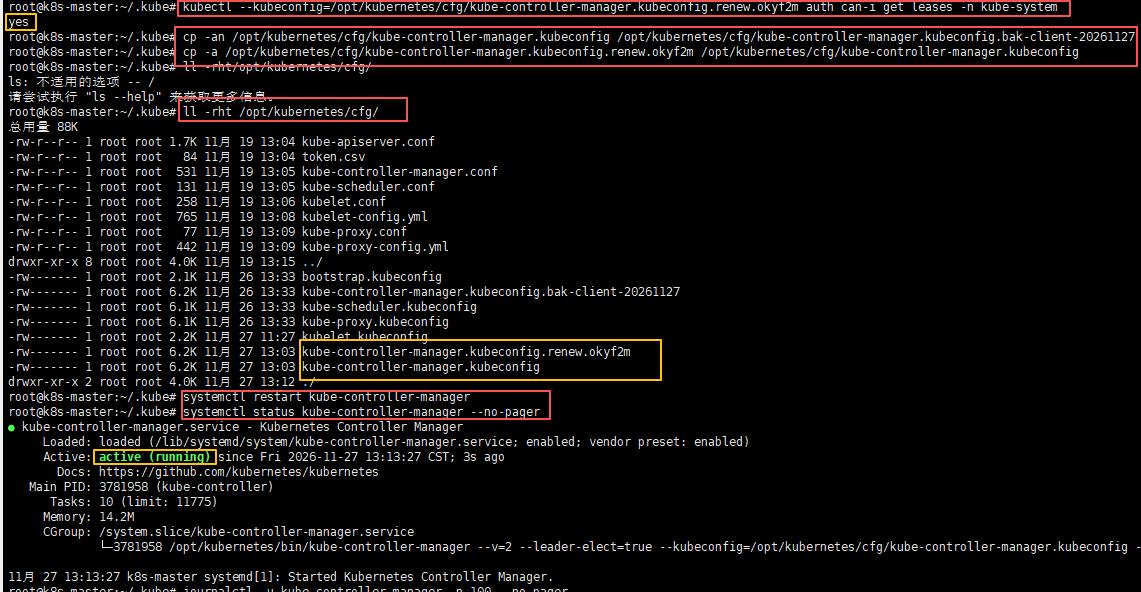 root@k8s-master:~/.kube# kubectl --kubeconfig=/opt/kubernetes/cfg/kube-controller-manager.kubeconfig.renew.okyf2m auth can-i get leases -n kube-system
yes
root@k8s-master:~/.kube# cp -an /opt/kubernetes/cfg/kube-controller-manager.kubeconfig /opt/kubernetes/cfg/kube-controller-manager.kubeconfig.bak-client-20261127
root@k8s-master:~/.kube# cp -a /opt/kubernetes/cfg/kube-controller-manager.kubeconfig.renew.okyf2m /opt/kubernetes/cfg/kube-controller-manager.kubeconfig
root@k8s-master:~/.kube# ll -rht/opt/kubernetes/cfg/
ls: 不适用的选项 -- /
请尝试执行 "ls --help" 来获取更多信息。
root@k8s-master:~/.kube# ll -rht /opt/kubernetes/cfg/
总用量 88K
-rw-r--r-- 1 root root 1.7K 11月 19 13:04 kube-apiserver.conf
-rw-r--r-- 1 root root   84 11月 19 13:04 token.csv
-rw-r--r-- 1 root root  531 11月 19 13:05 kube-controller-manager.conf
-rw-r--r-- 1 root root  131 11月 19 13:05 kube-scheduler.conf
-rw-r--r-- 1 root root  258 11月 19 13:06 kubelet.conf
-rw-r--r-- 1 root root  765 11月 19 13:08 kubelet-config.yml
-rw-r--r-- 1 root root   77 11月 19 13:09 kube-proxy.conf
-rw-r--r-- 1 root root  442 11月 19 13:09 kube-proxy-config.yml
drwxr-xr-x 8 root root 4.0K 11月 19 13:15 ../
-rw------- 1 root root 2.1K 11月 26 13:33 bootstrap.kubeconfig
-rw------- 1 root root 6.2K 11月 26 13:33 kube-controller-manager.kubeconfig.bak-client-20261127
-rw------- 1 root root 6.1K 11月 26 13:33 kube-scheduler.kubeconfig
-rw------- 1 root root 6.1K 11月 26 13:33 kube-proxy.kubeconfig
-rw------- 1 root root 2.2K 11月 27 11:27 kubelet.kubeconfig
-rw------- 1 root root 6.2K 11月 27 13:03 kube-controller-manager.kubeconfig.renew.okyf2m
-rw------- 1 root root 6.2K 11月 27 13:03 kube-controller-manager.kubeconfig
drwxr-xr-x 2 root root 4.0K 11月 27 13:12 ./
root@k8s-master:~/.kube# systemctl restart kube-controller-manager
root@k8s-master:~/.kube# systemctl status kube-controller-manager --no-pager
● kube-controller-manager.service - Kubernetes Controller Manager
Loaded: loaded (/lib/systemd/system/kube-controller-manager.service; enabled; vendor preset: enabled)
Active: active (running) since Fri 2026-11-27 13:13:27 CST; 3s ago
Docs: https://github.com/kubernetes/kubernetes
Main PID: 3781958 (kube-controller)
Tasks: 10 (limit: 11775)
Memory: 14.2M
CGroup: /system.slice/kube-controller-manager.service
└─3781958 /opt/kubernetes/bin/kube-controller-manager --v=2 --leader-elect=true --kubeconfig=/opt/kubernetes/cfg/kube-controller-manager.kubeconfig -
11月 27 13:13:27 k8s-master systemd[1]: Started Kubernetes Controller Manager.
root@k8s-master:~/.kube# journalctl -u kube-controller-manager -n 100 --no-pager